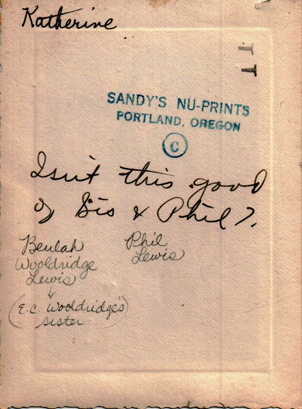 Katherine
SANDY'S NU-PRINTS
PORTLAND, OREGON
C
Isn't this good
of Sis & Phil?
Beulah Phil
Wooldridge Lewis
Lewis
(E.C. Wooldridge's)
sister